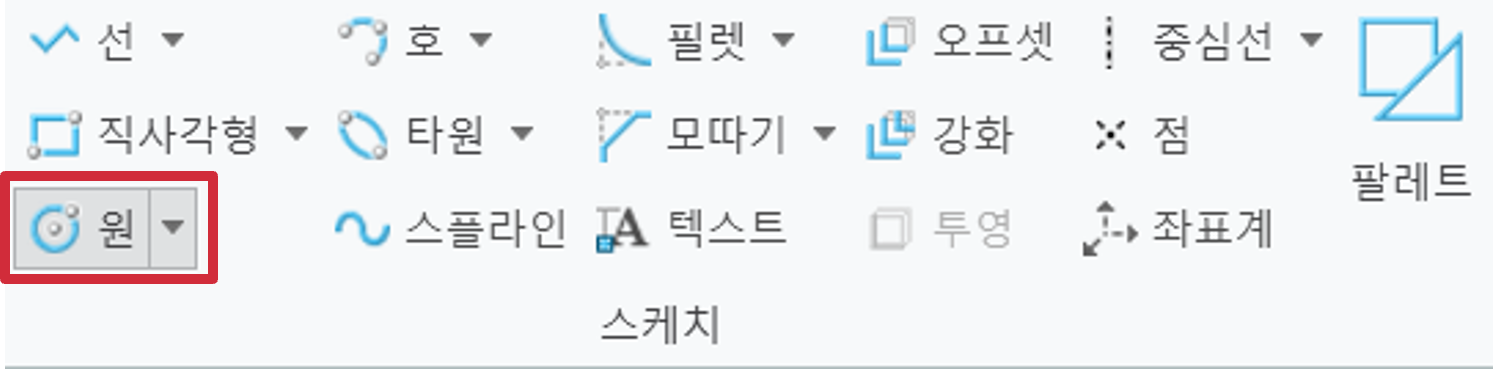 선 호 필렛 오프셋 중심선
직사각형 타원 모따기 강화 점
팔레트
원 스플라인 텍스트 투영 좌표계
스케치